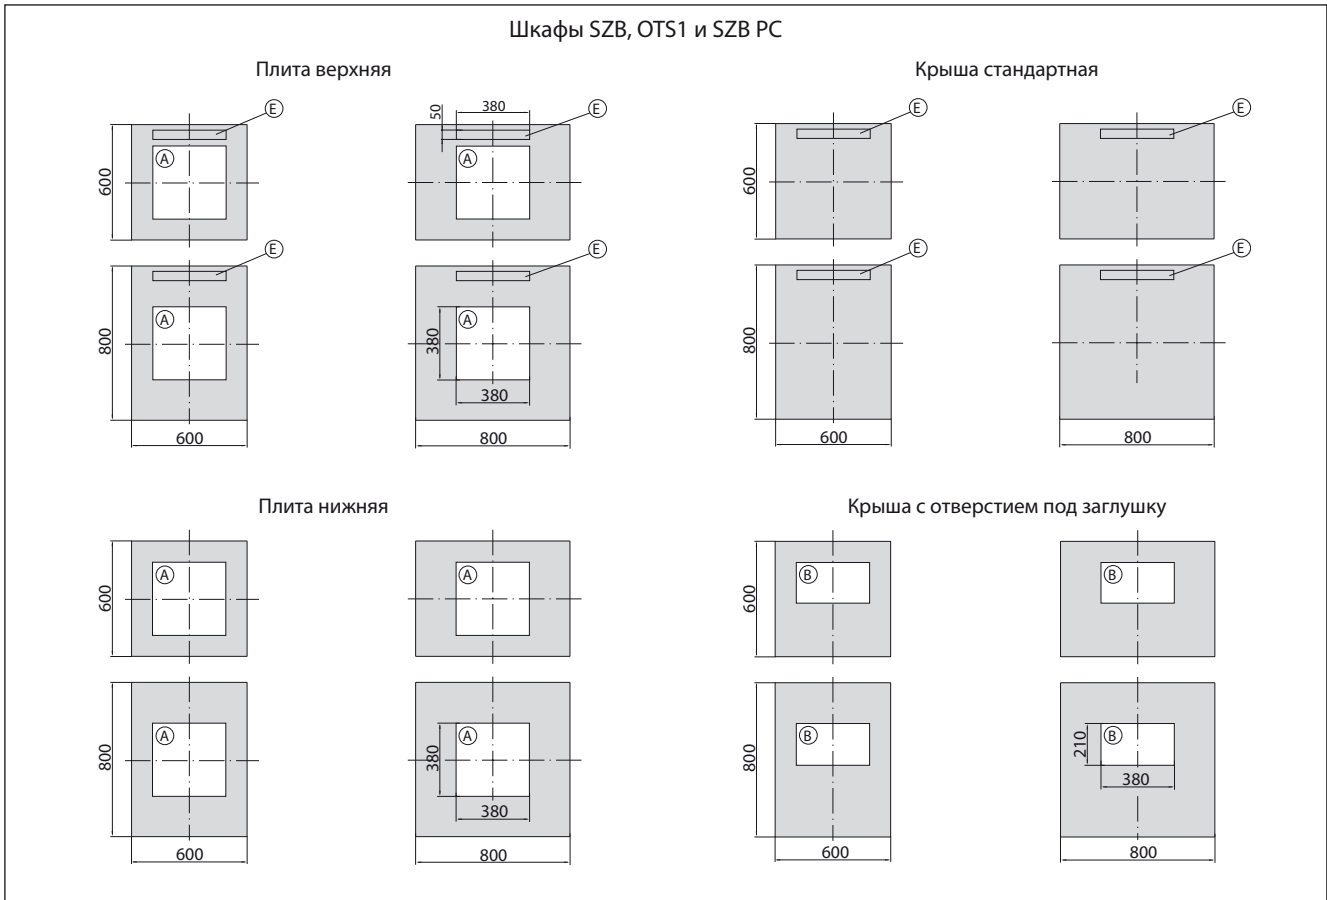 Шкафы SZB, OTS1 и SZB PC
Плита верхняя
Крыша стандартная
E
50
380
E
E
E
A
A
600
600
E
E
E
E
A
A
800
380
800
380
600
800
600
800
Плита нижняя
Крыша с отверстием под заглушку
A
A
B
B
600
600
A
A
B
B
800
380
800
210
380
380
600
800
600
800